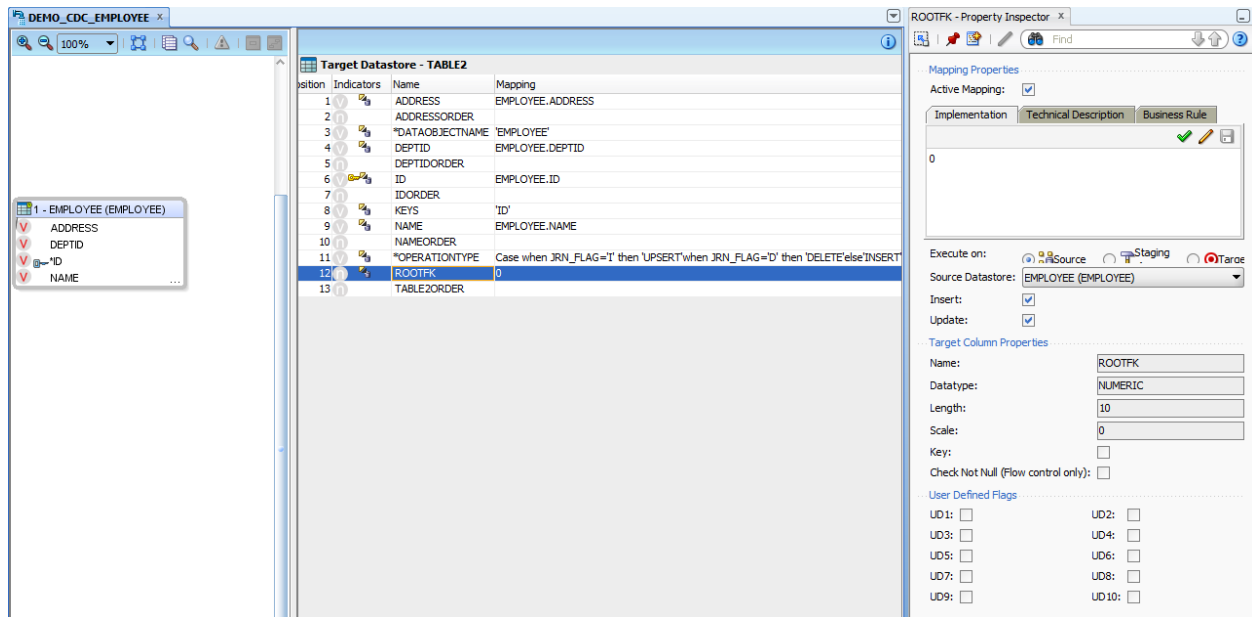 DEMO_CDC_EMPLOYEE ×
100%
1 - EMPLOYEE (EMPLOYEE)
V ADDRESS
V DEPTID
V *ID
V NAME
...
Target Datastore - TABLE2
osition Indicators Name Mapping
1 V ADDRESS EMPLOYEE.ADDRESS
2 n ADDRESSORDER
3 V *DATAOBJECTNAME 'EMPLOYEE'
4 V DEPTID EMPLOYEE.DEPTID
5 n DEPTIDORDER
6 V ID EMPLOYEE.ID
7 n IDORDER
8 V KEYS 'ID'
9 V NAME EMPLOYEE.NAME
10 n NAMEORDER
11 V *OPERATIONTYPE Case when JRN_FLAG='I' then 'UPSERT'when JRN_FLAG='D' then 'DELETE'else'INSERT'
12 n ROOTFK 0
13 n TABLE2ORDER
ROOTFK - Property Inspector ×
Find
Mapping Properties
Active Mapping:
Implementation Technical Description Business Rule
0
Execute on: Source Staging Targe
Source Datastore: EMPLOYEE (EMPLOYEE)
Insert:
Update:
Target Column Properties
Name: ROOTFK
Datatype: NUMERIC
Length: 10
Scale: 0
Key:
Check Not Null (Flow control only):
User Defined Flags
UD1: UD2:
UD3: UD4:
UD5: UD6:
UD7: UD8:
UD9: UD10: